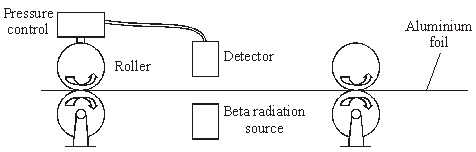 Pressure
control
Roller
Detector
Aluminium
foil
Beta radiation
source